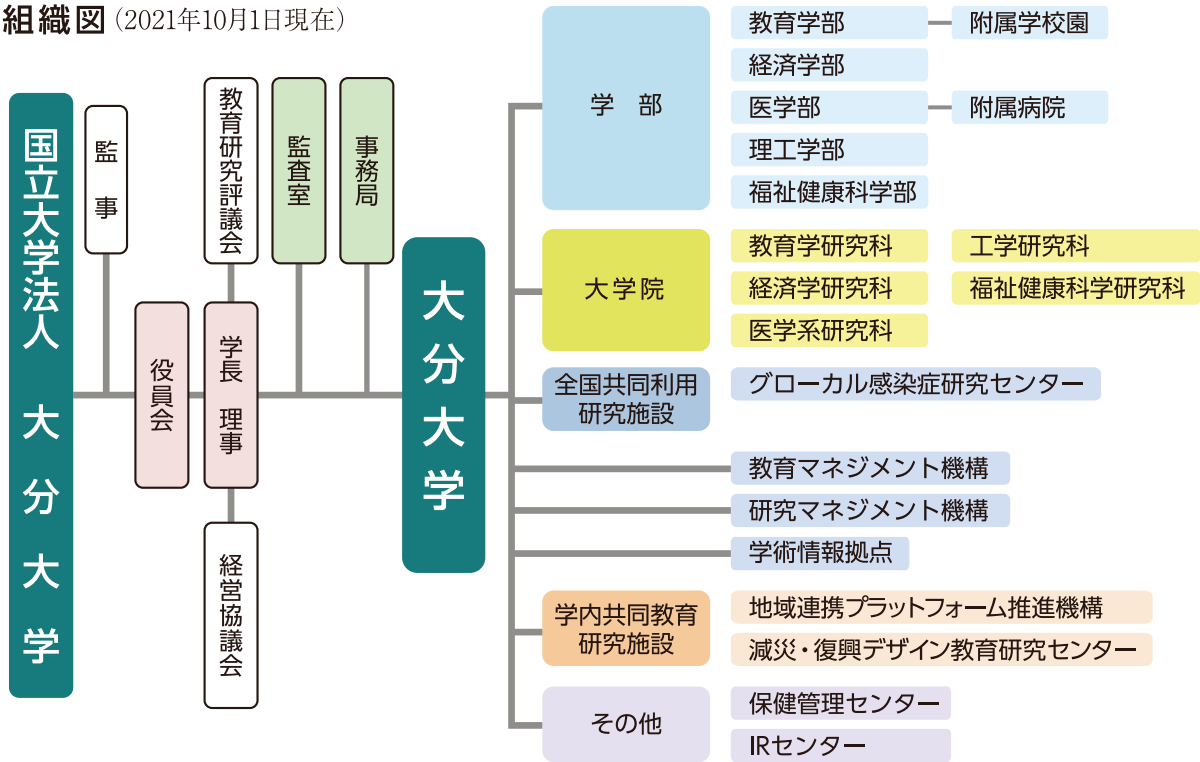 組織図（2021年10月1日現在）
国立大学法人 大分大学
監事
役員会
教育研究評議会
学長 理事
経営協議会
監査室
事務局
大分大学
学 部
教育学部
附属学校園
経済学部
医学部
附属病院
理工学部
福祉健康科学部
大学院
教育学研究科
工学研究科
経済学研究科
福祉健康科学研究科
医学系研究科
全国共同利用
研究施設
グローカル感染症研究センター
教育マネジメント機構
研究マネジメント機構
学術情報拠点
学内共同教育
研究施設
地域連携プラットフォーム推進機構
減災・復興デザイン教育研究センター
その他
保健管理センター
IRセンター